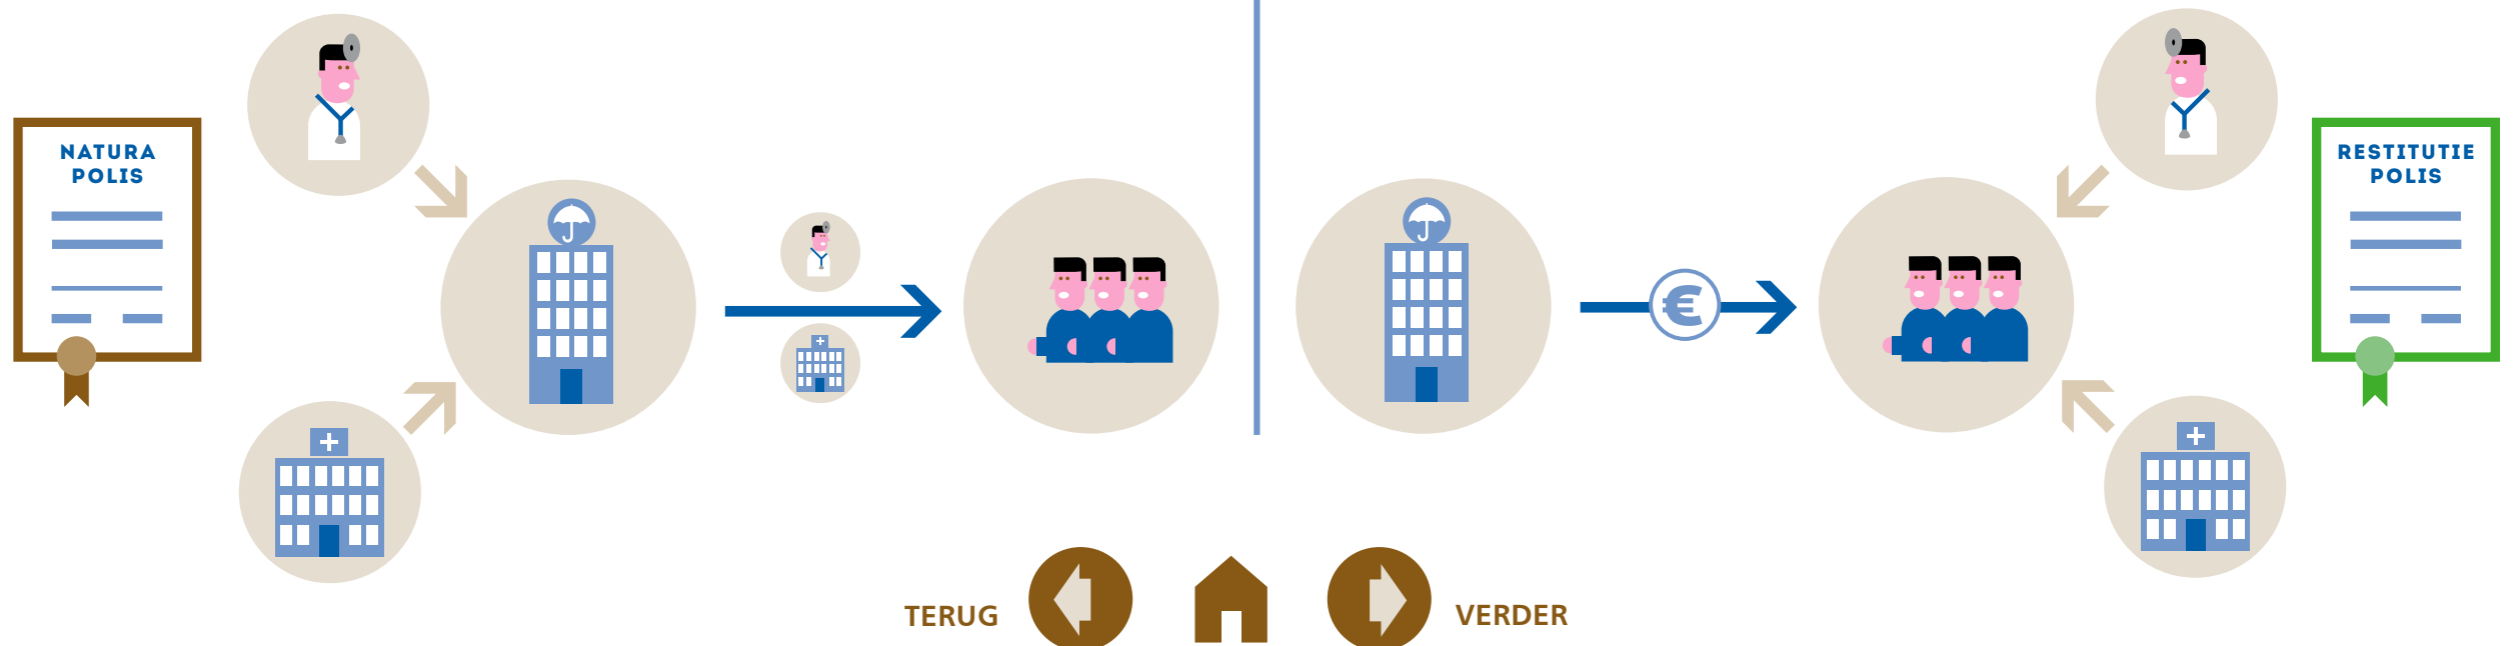 NATURA
POLIS
€
RESTITUTIE
POLIS
TERUG
VERDER